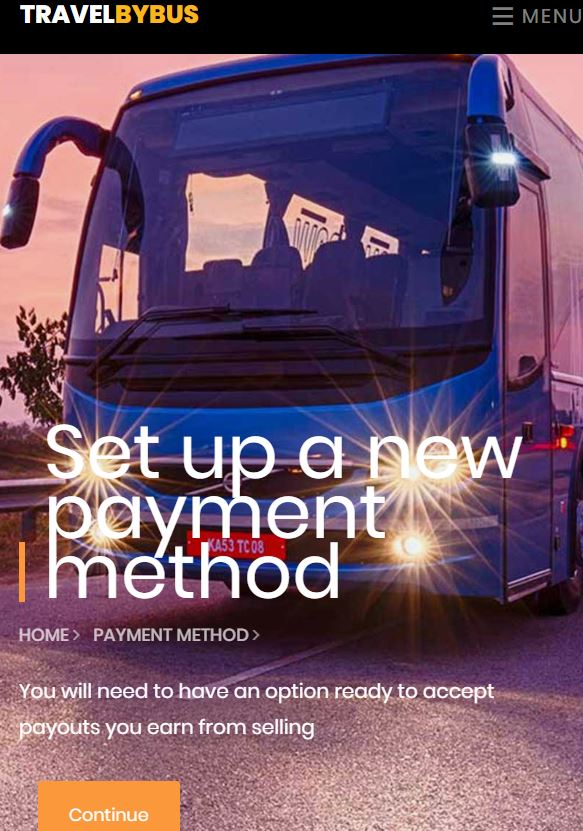 TRAVELBYBUS
MENU
Set up a new
payment
KA53 TC 08
method
HOME > PAYMENT METHOD >
You will need to have an option ready to accept
payouts you earn from selling
Continue